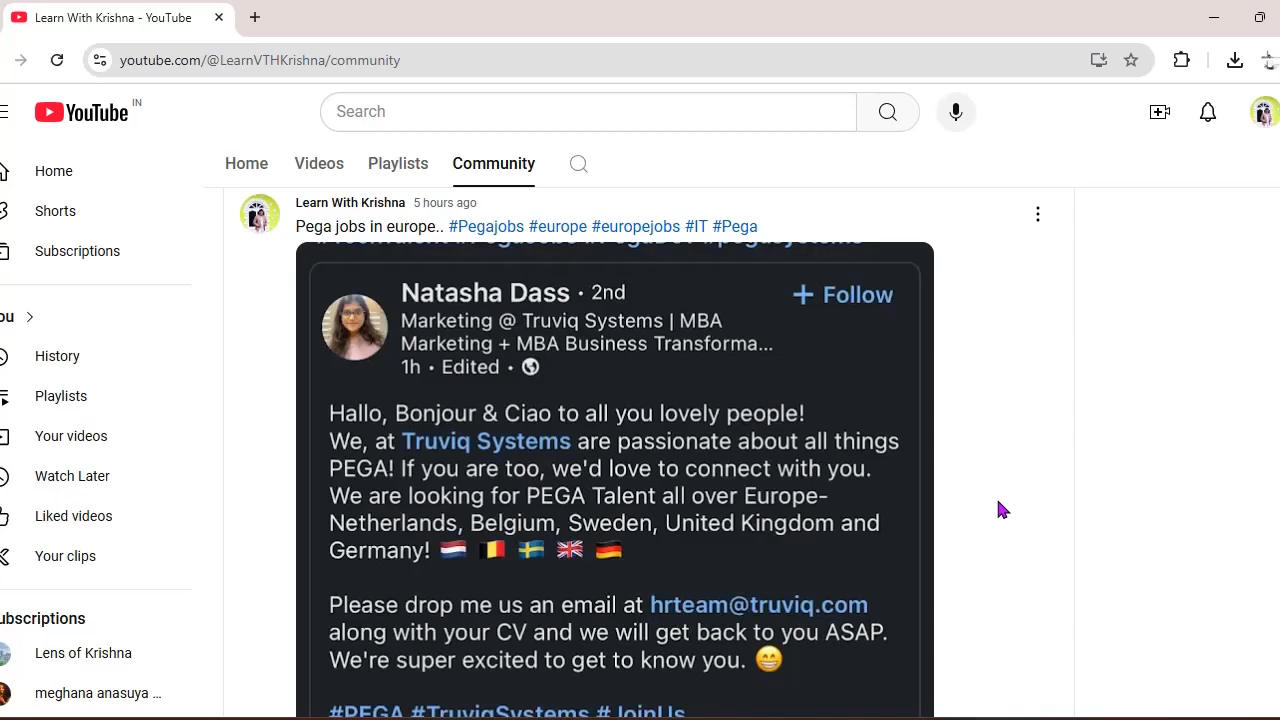 Learn With Krishna - YouTube
youtube.com/@LearnVTHKrishna/community
YouTube IN
Search
Home
Shorts
Subscriptions
ou
History
Playlists
Your videos
Watch Later
Liked videos
Your clips
ubscriptions
Lens of Krishna
meghana anasuya ...
Home Videos Playlists Community
Learn With Krishna 5 hours ago
Pega jobs in europe.. #Pegajobs #europe #europejobs #IT #Pega
Natasha Dass · 2nd
+ Follow
Marketing @ Truviq Systems | MBA
Marketing + MBA Business Transforma...
1h • Edited •
Hallo, Bonjour & Ciao to all you lovely people!
We, at Truviq Systems are passionate about all things
PEGA! If you are too, we'd love to connect with you.
We are looking for PEGA Talent all over Europe-
Netherlands, Belgium, Sweden, United Kingdom and
Germany! 🇳🇱 🇧🇪 🇸🇪 🇬🇧 🇩🇪
Please drop me us an email at hrteam@truviq.com
along with your CV and we will get back to you ASAP.
We're super excited to get to know you. 😁
#PEGA #TruviqSystems #JoinUs